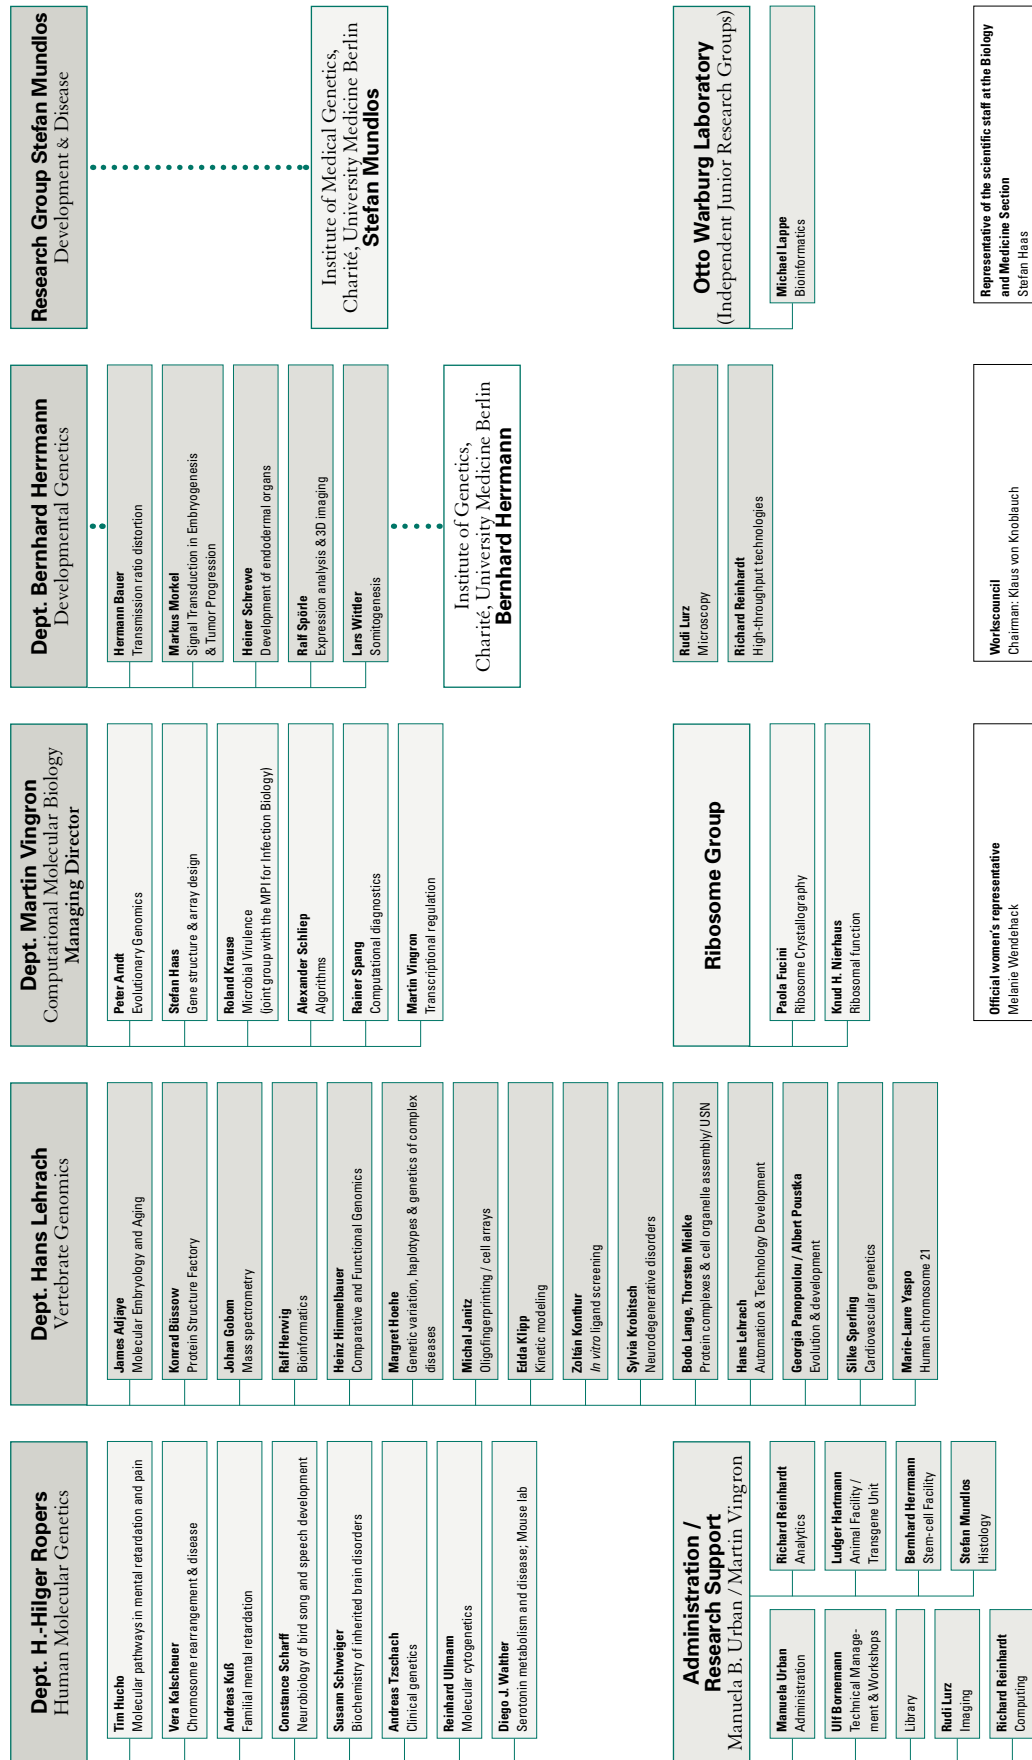 Dept. H.-Hilger Ropers
Human Molecular Genetics
Tim Hucho
Molecular pathways in mental retardation and pain
Vera Kalscheuer
Chromosome rearrangement & disease
Andreas Kuß
Familial mental retardation
Constance Scharff
Neurobiology of bird song and speech development
Susann Schweiger
Biochemistry of inherited brain disorders
Andreas Tzschach
Clinical genetics
Reinhard Ullmann
Molecular cytogenetics
Diego J. Walther
Serotonin metabolism and disease; Mouse lab
Dept. Hans Lehrach
Vertebrate Genomics
James Adjaye
Molecular Embryology and Aging
Konrad Büssow
Protein Structure Factory
Johan Gobom
Mass spectrometry
Ralf Herwig
Bioinformatics
Heinz Himmelbauer
Comparative and Functional Genomics
Margret Hoehe
Genetic variation, haplotypes & genetics of complex
diseases
Michal Janitz
Oligofingerprinting / cell arrays
Edda Klipp
Kinetic modeling
Zoltán Konthur
In vitro ligand screening
Sylvia Krobitsch
Neurodegenerative disorders
Bodo Lange, Thorsten Mielke
Protein complexes & cell organelle assembly/ USN
Hans Lehrach
Automation & Technology Development
Georgia Panopoulou / Albert Poustka
Evolution & development
Silke Sperling
Cardiovascular genetics
Marie-Laure Yaspo
Human chromosome 21
Dept. Martin Vingron
Computational Molecular Biology
Managing Director
Peter Arndt
Evolutionary Genomics
Stefan Haas
Gene structure & array design
Roland Krause
Microbial Virulence
(joint group with the MPI for Infection Biology)
Alexander Schliep
Algorithms
Rainer Spang
Computational diagnostics
Martin Vingron
Transcriptional regulation
Dept. Bernhard Herrmann
Developmental Genetics
Hermann Bauer
Transmission ratio distortion
Markus Morkel
Signal Transduction in Embryogenesis
& Tumor Progression
Heiner Schrewe
Development of endodermal organs
Ralf Spörle
Expression analysis & 3D imaging
Lars Wittler
Somitogenesis
Institute of Genetics,
Charité, University Medicine Berlin
Bernhard Herrmann
Research Group Stefan Mundlos
Development & Disease
Institute of Medical Genetics,
Charité, University Medicine Berlin
Stefan Mundlos
Administration /
Research Support
Manuela B. Urban / Martin Vingron
Manuela Urban
Administration
Ulf Bornemann
Technical Manage-
ment & Workshops
Library
Rudi Lurz
Imaging
Richard Reinhardt
Computing
Richard Reinhardt
Analytics
Ludger Hartmann
Animal Facility /
Transgene Unit
Bernhard Herrmann
Stem-cell Facility
Stefan Mundlos
Histology
Ribosome Group
Paola Fucini
Ribosome Crystallography
Knud H. Nierhaus
Ribosomal function
Rudi Lurz
Microscopy
Richard Reinhardt
High-throughput technologies
Otto Warburg Laboratory
(Independent Junior Research Groups)
Michael Lappe
Bioinformatics
Official women's representative
Melanie Wendehack
Workscouncil
Chairman: Klaus von Knoblauch
Representative of the scientific staff at the Biology
and Medicine Section
Stefan Haas